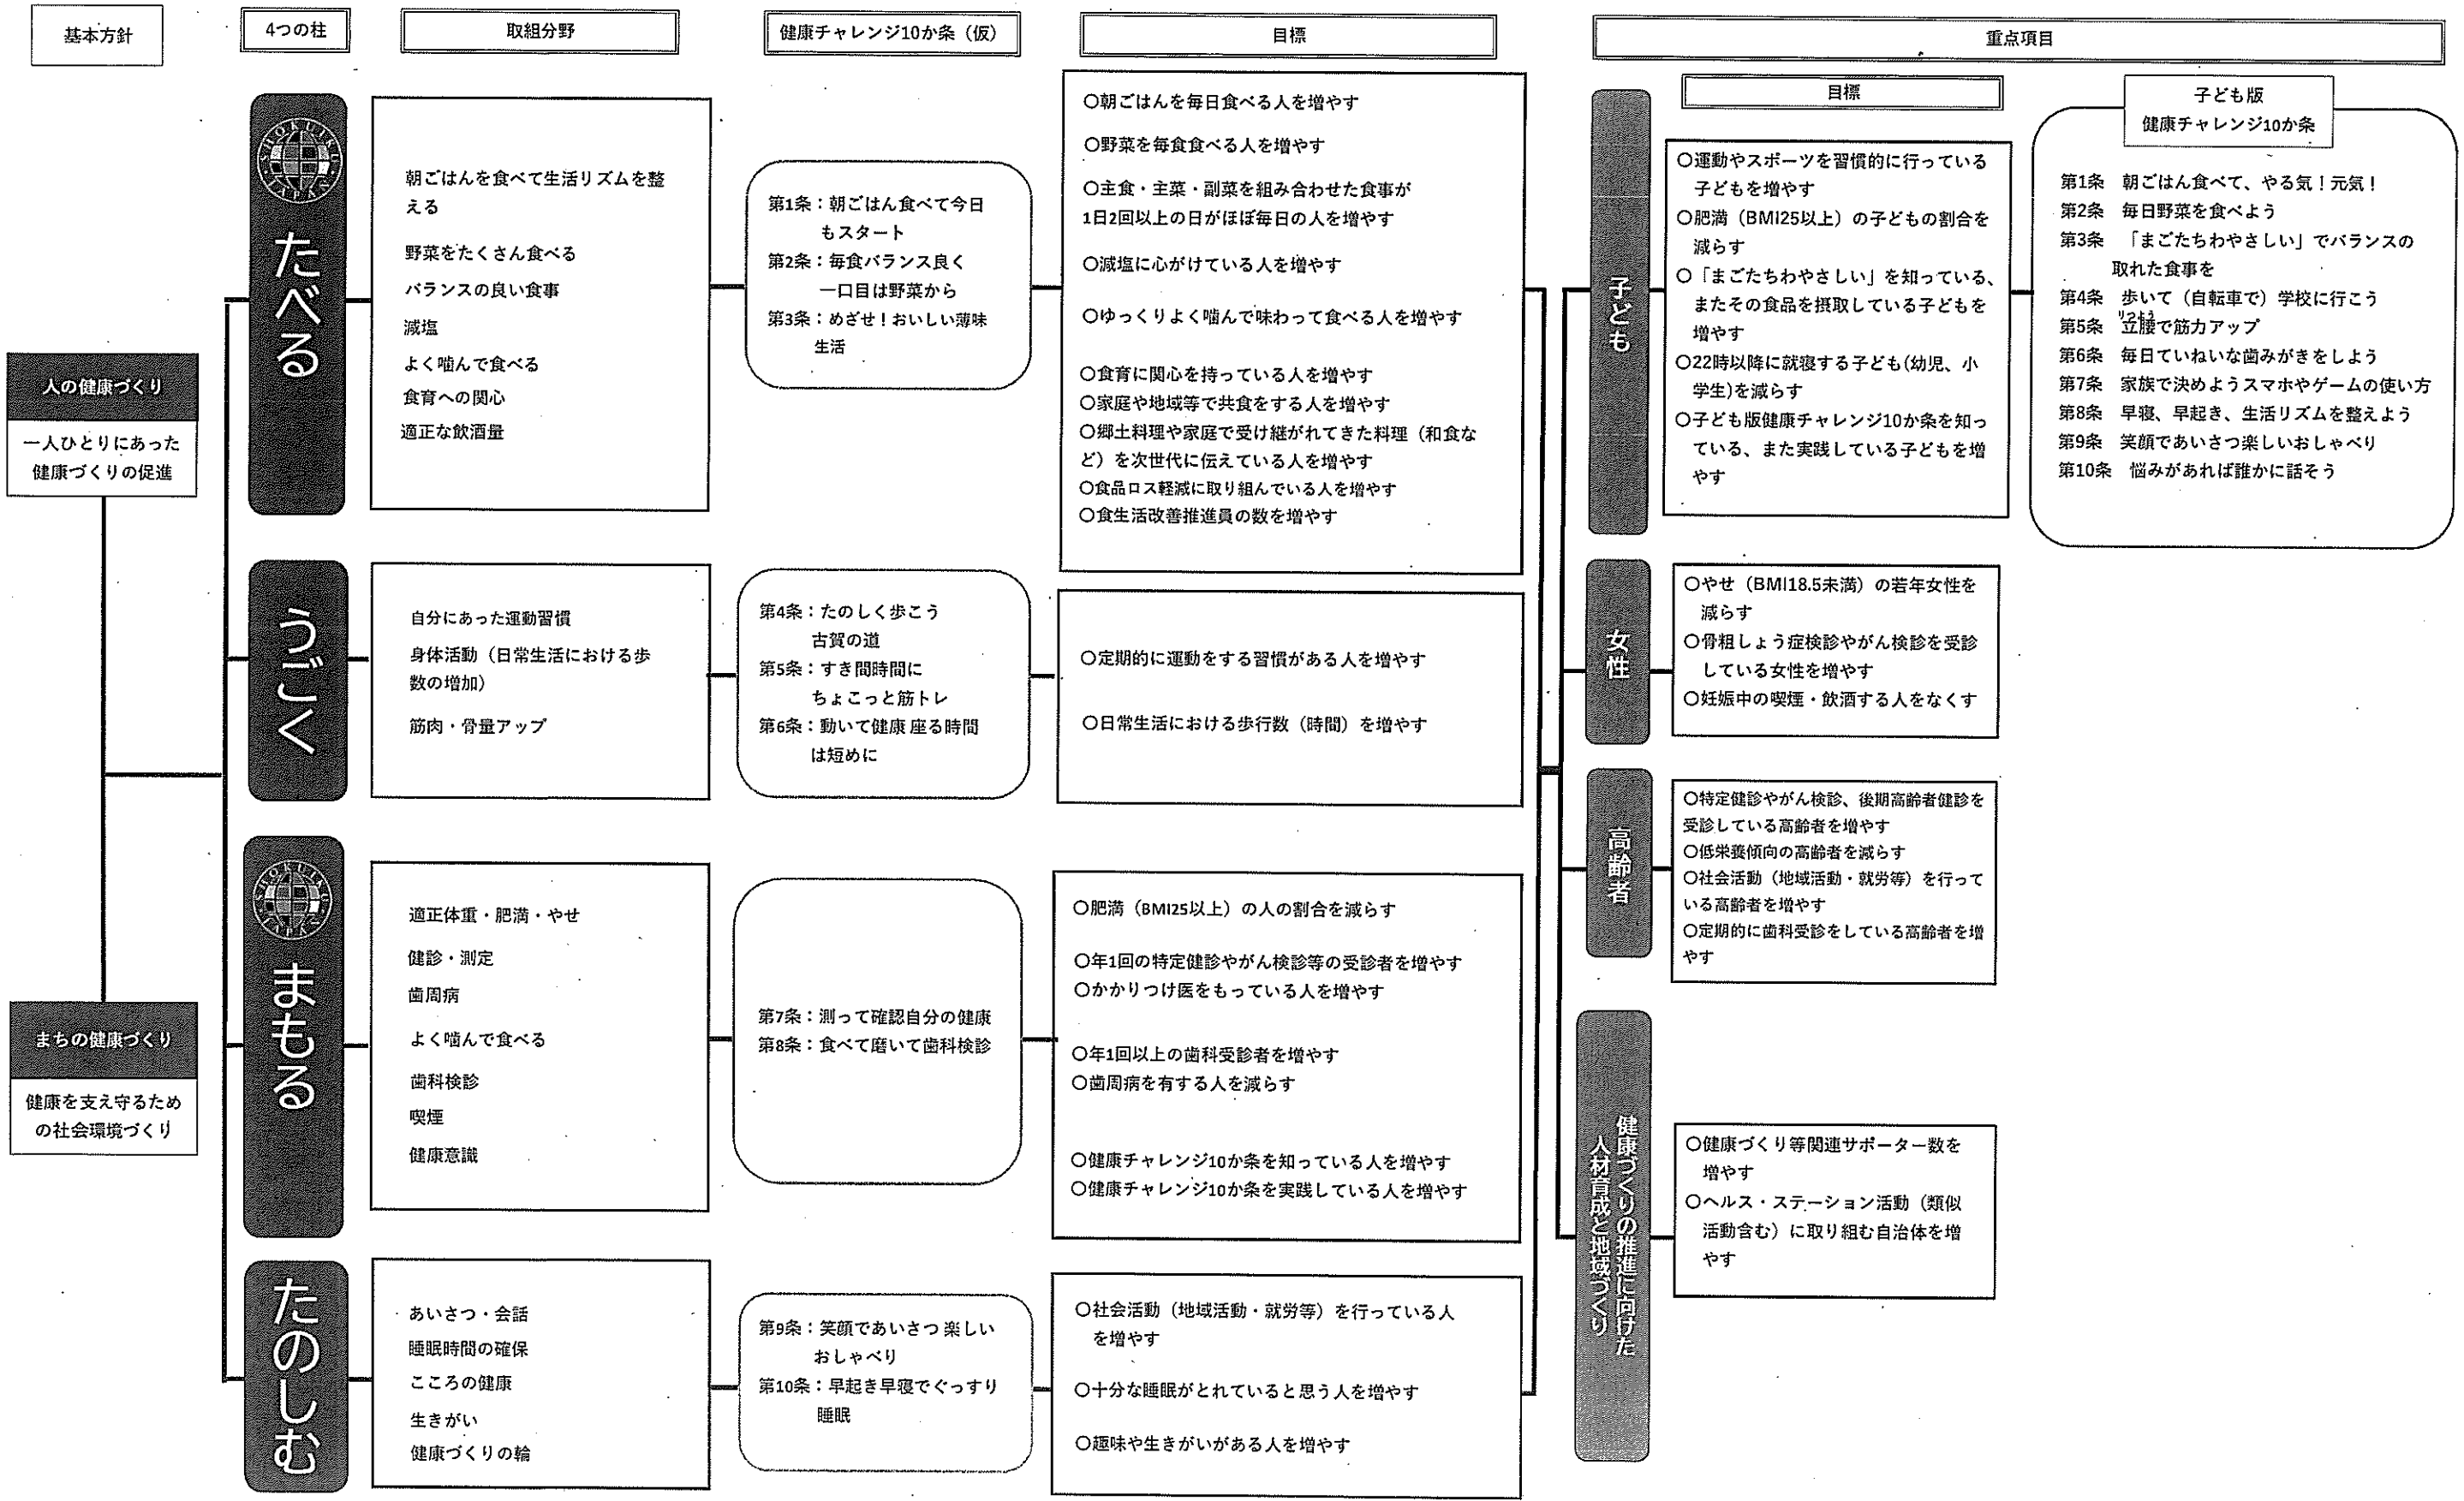 基本方針
4つの柱
取組分野
健康チャレンジ10か条（仮）
目標
重点項目
人の健康づくり
一人ひとりにあった
健康づくりの促進
まちの健康づくり
健康を支え守るため
の社会環境づくり
SHOKUIKU
JAPAN
たべる
朝ごはんを食べて生活リズムを整
える
野菜をたくさん食べる
バランスの良い食事
減塩
よく噛んで食べる
食育への関心
適正な飲酒量
第1条：朝ごはん食べて今日
もスタート
第2条：毎食バランス良く
一口目は野菜から
第3条：めざせ！おいしい薄味
生活
〇朝ごはんを毎日食べる人を増やす
〇野菜を毎食食べる人を増やす
〇主食・主菜・副菜を組み合わせた食事が
1日2回以上の日がほぼ毎日の人を増やす
〇減塩に心がけている人を増やす
〇ゆっくりよく噛んで味わって食べる人を増やす
〇食育に関心を持っている人を増やす
〇家庭や地域等で共食をする人を増やす
〇郷土料理や家庭で受け継がれてきた料理（和食な
ど）を次世代に伝えている人を増やす
〇食品ロス軽減に取り組んでいる人を増やす
〇食生活改善推進員の数を増やす
うごく
自分にあった運動習慣
身体活動（日常生活における歩
数の増加）
筋肉・骨量アップ
第4条：たのしく歩こう
古賀の道
第5条：すき間時間に
ちょこっと筋トレ
第6条：動いて健康 座る時間
は短めに
〇定期的に運動をする習慣がある人を増やす
〇日常生活における歩行数（時間）を増やす
SHOKUIKU
JAPAN
まもる
適正体重・肥満・やせ
健診・測定
歯周病
よく噛んで食べる
歯科検診
喫煙
健康意識
第7条：測って確認自分の健康
第8条：食べて磨いて歯科検診
〇肥満（BMI25以上）の人の割合を減らす
〇年1回の特定健診やがん検診等の受診者を増やす
〇かかりつけ医をもっている人を増やす
〇年1回以上の歯科受診者を増やす
〇歯周病を有する人を減らす
〇健康チャレンジ10か条を知っている人を増やす
〇健康チャレンジ10か条を実践している人を増やす
たのしむ
あいさつ・会話
睡眠時間の確保
こころの健康
生きがい
健康づくりの輪
第9条：笑顔であいさつ 楽しい
おしゃべり
第10条：早起き早寝でぐっすり
睡眠
〇社会活動（地域活動・就労等）を行っている人
を増やす
〇十分な睡眠がとれていると思う人を増やす
〇趣味や生きがいがある人を増やす
子ども
目標
〇運動やスポーツを習慣的に行っている
子どもを増やす
〇肥満（BMI25以上）の子どもの割合を
減らす
〇「まごたちわやさしい」を知っている、
またその食品を摂取している子どもを
増やす
〇22時以降に就寝する子ども(幼児、小
学生)を減らす
〇子ども版健康チャレンジ10か条を知っ
ている、また実践している子どもを増
やす
子ども版
健康チャレンジ10か条
第1条　朝ごはん食べて、やる気！元気！
第2条　毎日野菜を食べよう
第3条　「まごたちわやさしい」でバランスの
取れた食事を
第4条　歩いて（自転車で）学校に行こう
りつよう
第5条　立腰で筋力アップ
第6条　毎日ていねいな歯みがきをしよう
第7条　家族で決めようスマホやゲームの使い方
第8条　早寝、早起き、生活リズムを整えよう
第9条　笑顔であいさつ楽しいおしゃべり
第10条　悩みがあれば誰かに話そう
女性
〇やせ（BMI18.5未満）の若年女性を
減らす
〇骨粗しょう症検診やがん検診を受診
している女性を増やす
〇妊娠中の喫煙・飲酒する人をなくす
高齢者
〇特定健診やがん検診、後期高齢者健診を
受診している高齢者を増やす
〇低栄養傾向の高齢者を減らす
〇社会活動（地域活動・就労等）を行って
いる高齢者を増やす
〇定期的に歯科受診をしている高齢者を増
やす
健康づくりの推進に向けた
人材育成と地域づくり
〇健康づくり等関連サポーター数を
増やす
〇ヘルス・ステーション活動（類似
活動含む）に取り組む自治体を増
やす